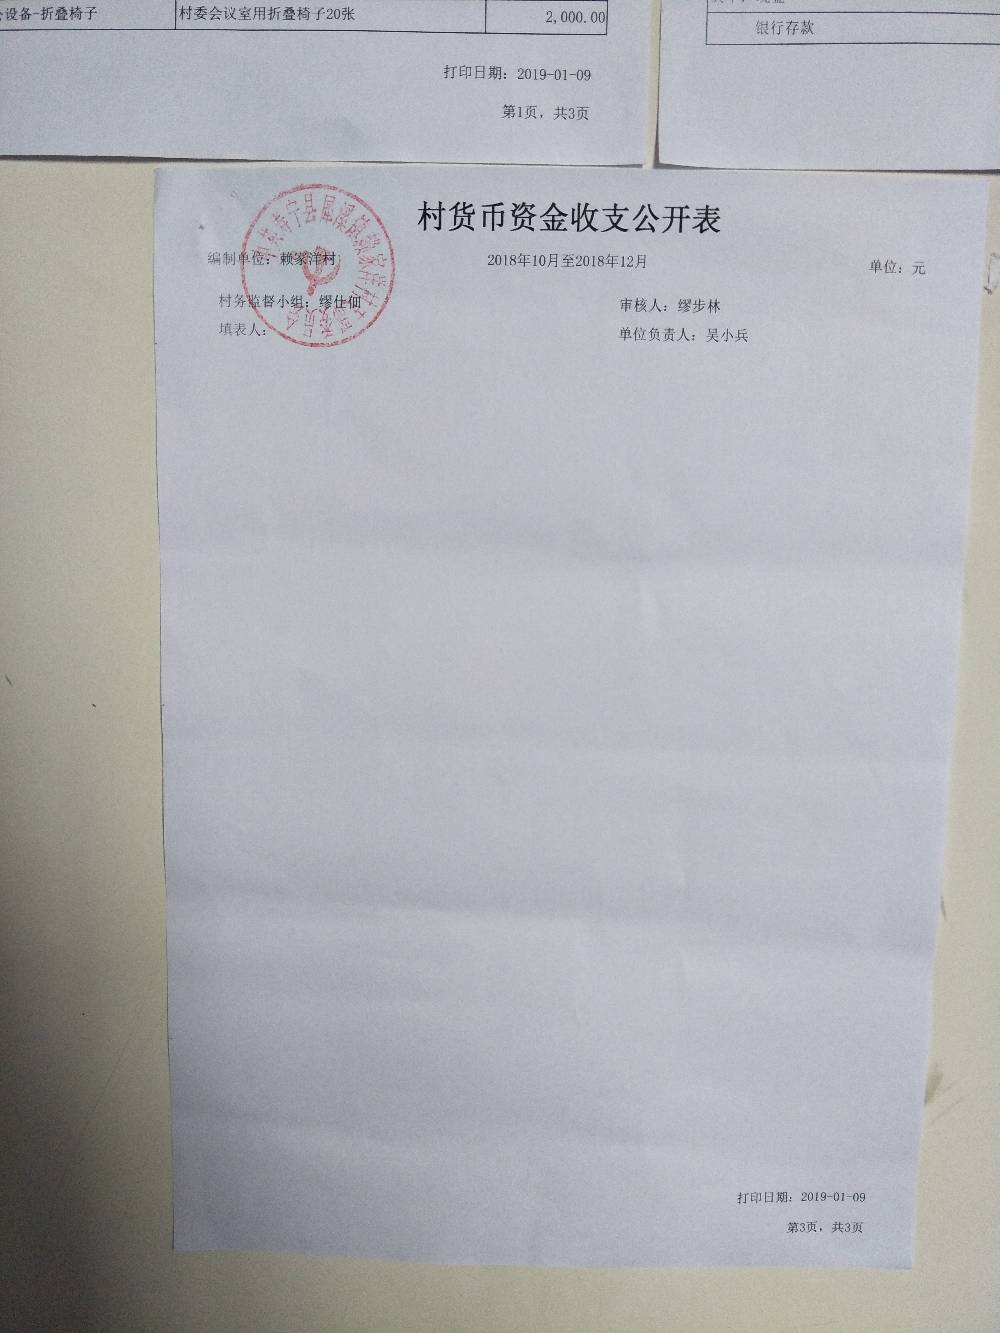 设备-折叠椅子 村委会议室用折叠椅子20张 2,000.00
打印日期：2019-01-09
第1页，共3页
银行存款
村货币资金收支公开表
编制单位：赖家洋村 2018年10月至2018年12月 单位：元
村务监督小组：缪仕佃 审核人：缪步林
填表人： 单位负责人：吴小兵
打印日期：2019-01-09
第3页，共3页